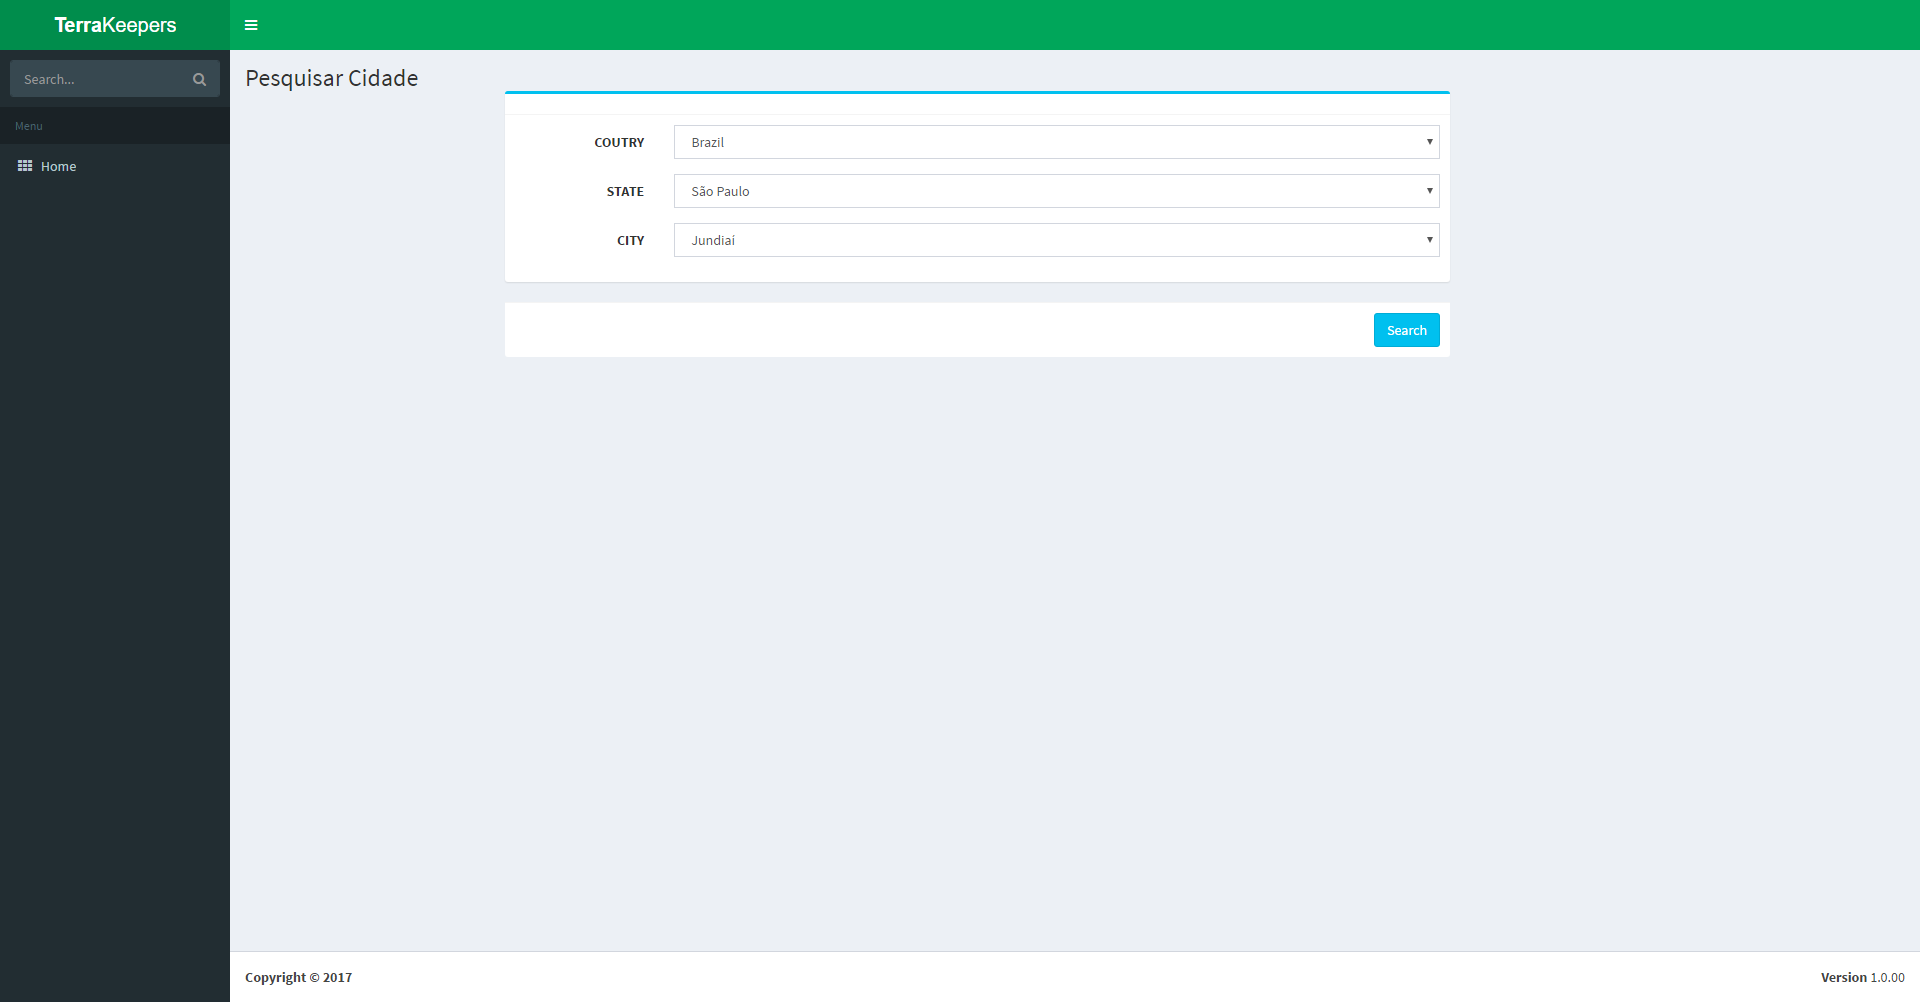 TerraKeepers
Search...
Menu
Home
Pesquisar Cidade
COUTRY Brazil
STATE São Paulo
CITY Jundiaí
Search
Copyright © 2017
Version 1.0.00